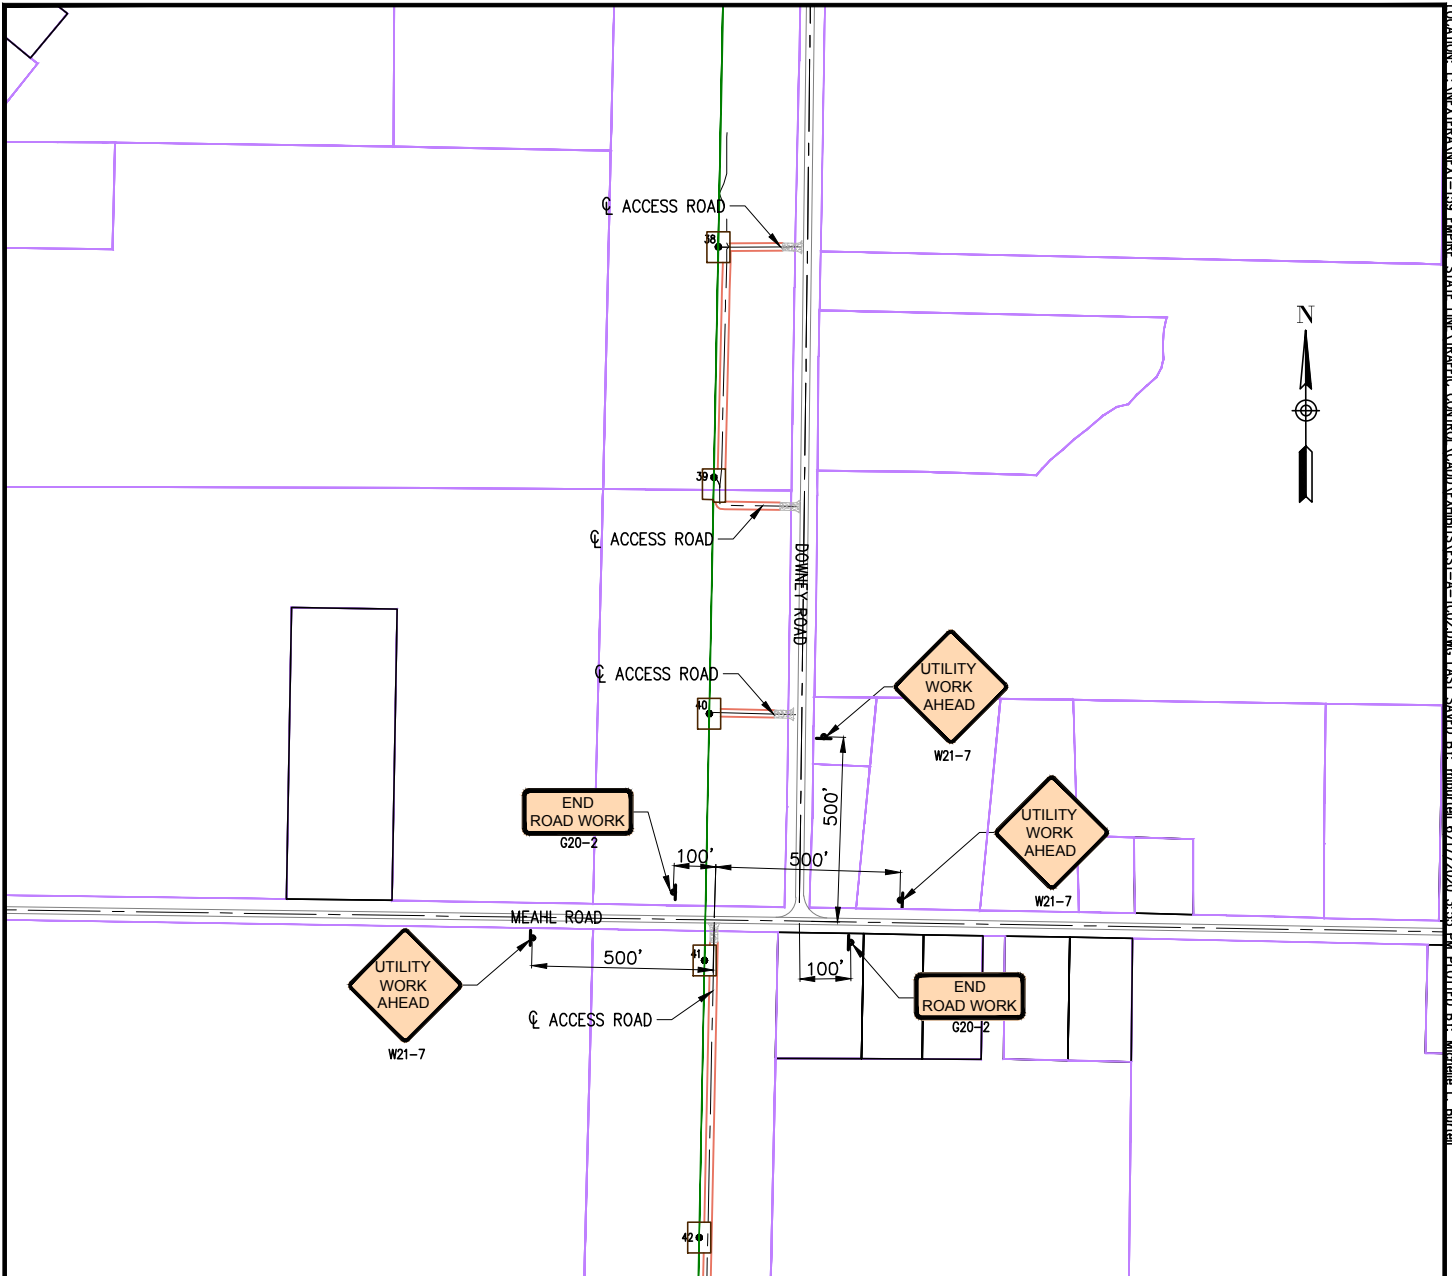 ℄ ACCESS ROAD
38
N
39
℄ ACCESS ROAD
DOWNEY ROAD
℄ ACCESS ROAD
40
UTILITY
WORK
AHEAD
W21-7
END
ROAD WORK
G20-2
500'
UTILITY
WORK
AHEAD
W21-7
100'
500'
MEAHL ROAD
UTILITY
WORK
AHEAD
W21-7
500'
41
100'
END
ROAD WORK
G20-2
℄ ACCESS ROAD
42